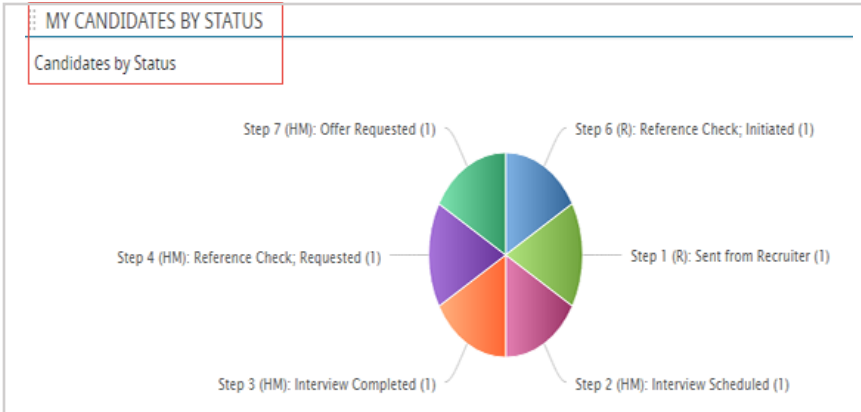 MY CANDIDATES BY STATUS
Candidates by Status
Step 7 (HM): Offer Requested (1)
Step 6 (R): Reference Check; Initiated (1)
Step 4 (HM): Reference Check; Requested (1)
Step 1 (R): Sent from Recruiter (1)
Step 3 (HM): Interview Completed (1)
Step 2 (HM): Interview Scheduled (1)